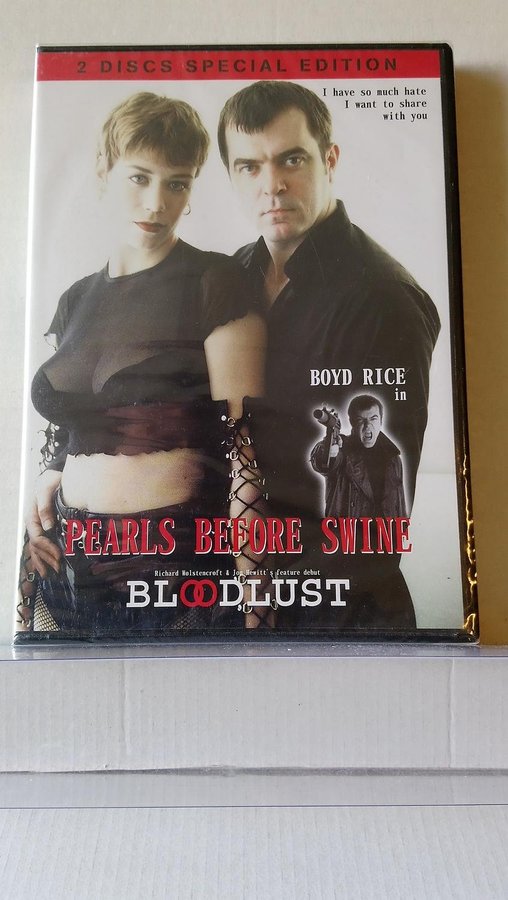 2 DISCS SPECIAL EDITION
I have so much hate
I want to share
with you
BOYD RICE
in
PEARLS BEFORE SWINE
Richard Wolstencroft & Jon Hewitt's feature debut
BLOODLUST